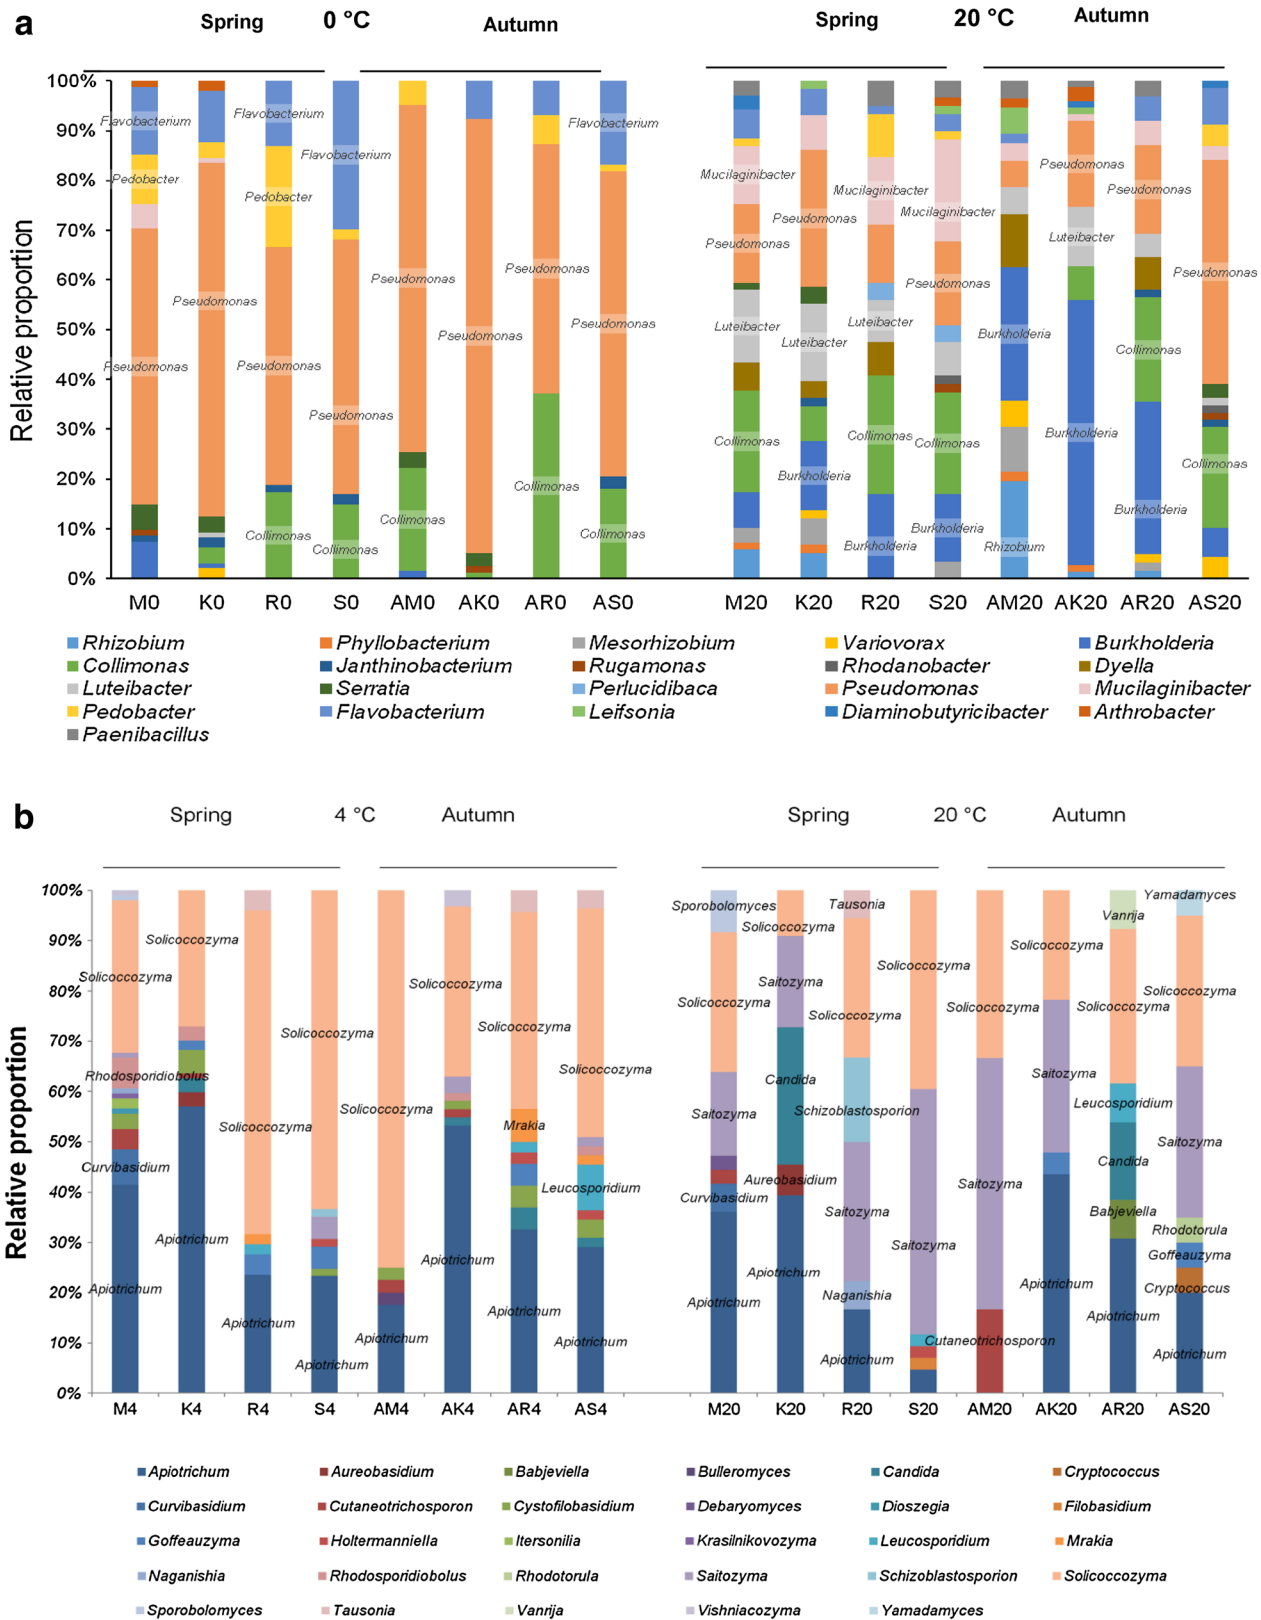 a
Spring 0 °C Autumn Spring 20 °C Autumn
Relative proportion
100%
90%
80%
70%
60%
50%
40%
30%
20%
10%
0%
Flavobacterium
Pedobacter
Pseudomonas
Pseudomonas
Flavobacterium
Pedobacter
Pseudomonas
Collimonas
Flavobacterium
Pseudomonas
Collimonas
Pseudomonas
Collimonas
Pseudomonas
Pseudomonas
Collimonas
Flavobacterium
Pseudomonas
Collimonas
Mucilaginibacter
Pseudomonas
Luteibacter
Collimonas
Pseudomonas
Luteibacter
Burkholderia
Mucilaginibacter
Luteibacter
Collimonas
Burkholderia
Mucilaginibacter
Pseudomonas
Collimonas
Burkholderia
Burkholderia
Rhizobium
Pseudomonas
Luteibacter
Burkholderia
Pseudomonas
Collimonas
Burkholderia
Pseudomonas
Collimonas
M0 K0 R0 S0 AM0 AK0 AR0 AS0 M20 K20 R20 S20 AM20 AK20 AR20 AS20
Rhizobium Phyllobacterium Mesorhizobium Variovorax Burkholderia
Collimonas Janthinobacterium Rugamonas Rhodanobacter Dyella
Luteibacter Serratia Perlucidibaca Pseudomonas Mucilaginibacter
Pedobacter Flavobacterium Leifsonia Diaminobutyricibacter Arthrobacter
Paenibacillus
b
Spring 4 °C Autumn Spring 20 °C Autumn
Relative proportion
100%
90%
80%
70%
60%
50%
40%
30%
20%
10%
0%
Solicoccozyma
Rhodosporidiobolus
Curvibasidium
Apiotrichum
Solicoccozyma
Apiotrichum
Solicoccozyma
Apiotrichum
Solicoccozyma
Apiotrichum
Solicoccozyma
Apiotrichum
Solicoccozyma
Apiotrichum
Solicoccozyma
Mrakia
Apiotrichum
Solicoccozyma
Leucosporidium
Apiotrichum
Sporobolomyces
Solicoccozyma
Saitozyma
Curvibasidium
Apiotrichum
Solicoccozyma
Saitozyma
Candida
Aureobasidium
Apiotrichum
Tausonia
Solicoccozyma
Schizoblastosporion
Saitozyma
Naganishia
Apiotrichum
Solicoccozyma
Saitozyma
Solicoccozyma
Saitozyma
Cutaneotrichosporon
Solicoccozyma
Saitozyma
Apiotrichum
Vanrija
Solicoccozyma
Leucosporidium
Candida
Babjeviella
Apiotrichum
Yamadamyces
Solicoccozyma
Saitozyma
Rhodotorula
Goffeauzyma
Cryptococcus
Apiotrichum
M4 K4 R4 S4 AM4 AK4 AR4 AS4 M20 K20 R20 S20 AM20 AK20 AR20 AS20
Apiotrichum Aureobasidium Babjeviella Bulleromyces Candida Cryptococcus
Curvibasidium Cutaneotrichosporon Cystofilobasidium Debaryomyces Dioszegia Filobasidium
Goffeauzyma Holtermanniella Itersonilia Krasilnikovozyma Leucosporidium Mrakia
Naganishia Rhodosporidiobolus Rhodotorula Saitozyma Schizoblastosporion Solicoccozyma
Sporobolomyces Tausonia Vanrija Vishniacozyma Yamadamyces